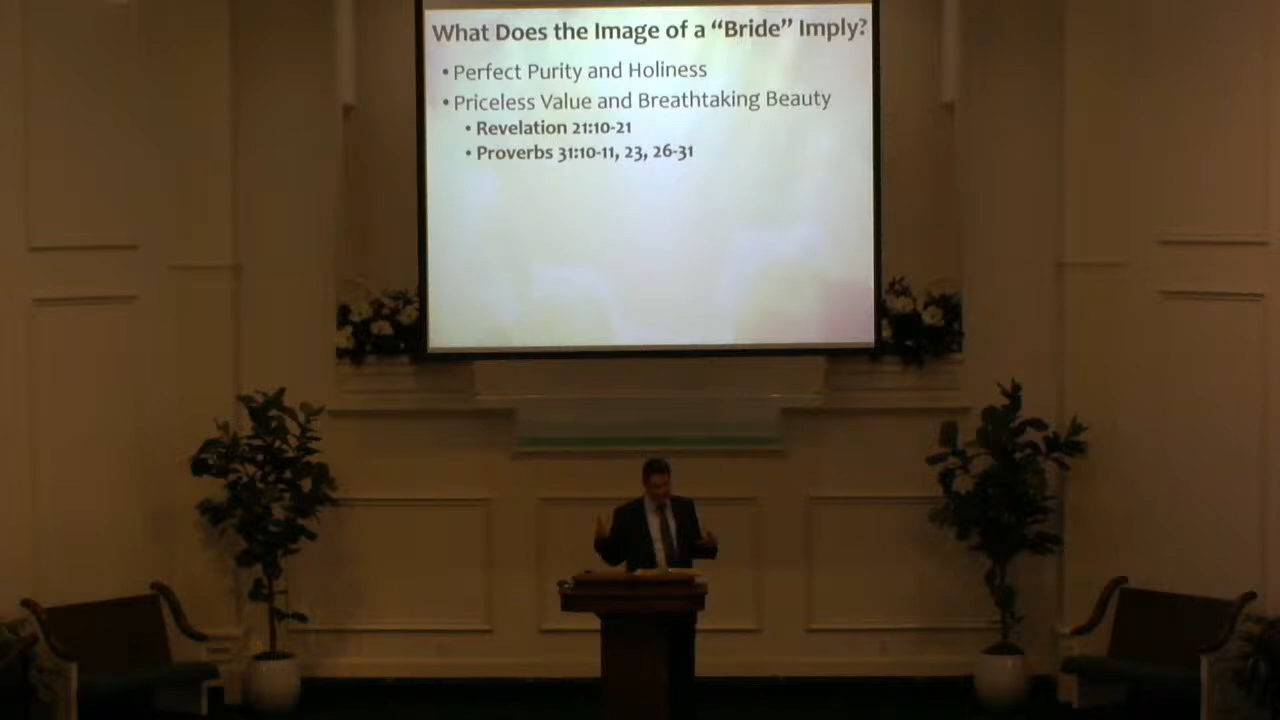 What Does the Image of a “Bride” Imply?
• Perfect Purity and Holiness
• Priceless Value and Breathtaking Beauty
• Revelation 21:10-21
• Proverbs 31:10-11, 23, 26-31